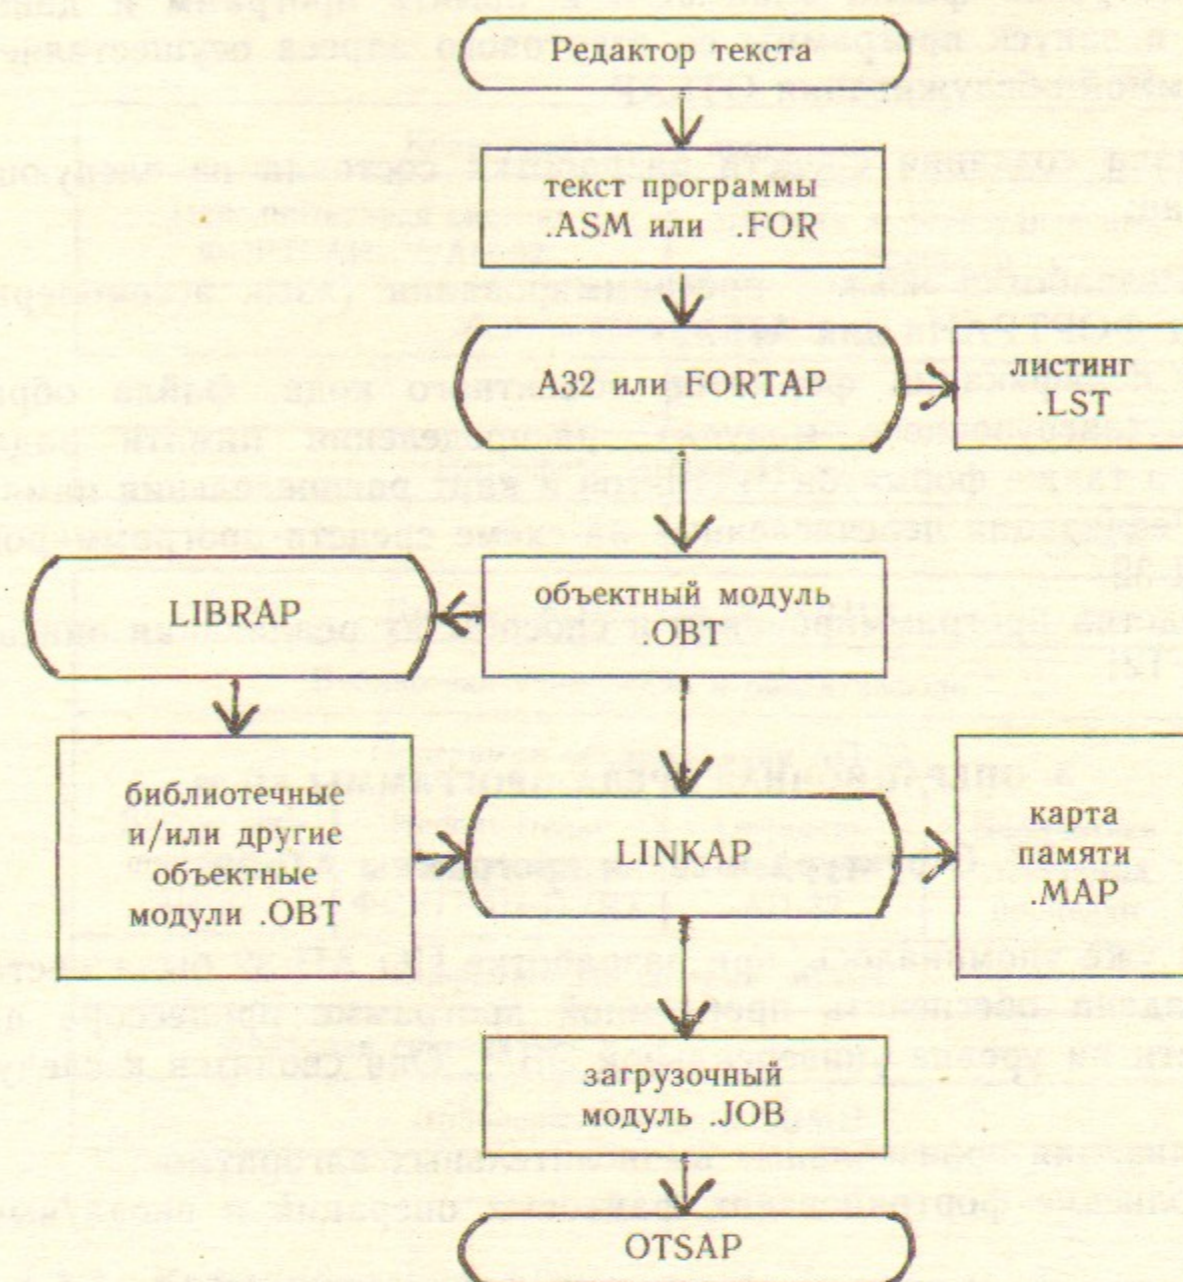 Редактор текста
текст программы
.ASM или .FOR
A32 или FORTAP
листинг
.LST
объектный модуль
.OBT
LIBRAP
библиотечные
и/или другие
объектные
модули .OBT
LINKAP
карта
памяти
.MAP
загрузочный
модуль .JOB
OTSAP